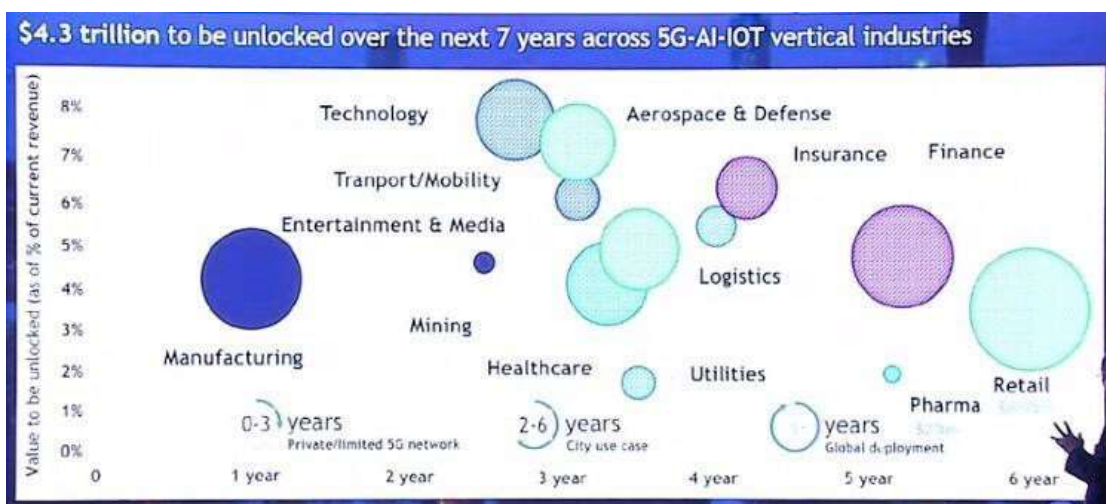 $4.3 trillion to be unlocked over the next 7 years across 5G-AI-IOT vertical industries
Value to be unlocked (as of % of current revenue)
8%
7%
6%
5%
4%
3%
2%
1%
0%
Technology
Aerospace & Defense
Insurance
Finance
Tranport/Mobility
Entertainment & Media
Logistics
Mining
Manufacturing
Healthcare
Utilities
Retail
Pharma
0-3 years
Private/limited 5G network
2-6 years
City use case
years
Global deployment
0
1 year
2 year
3 year
4 year
5 year
6 year